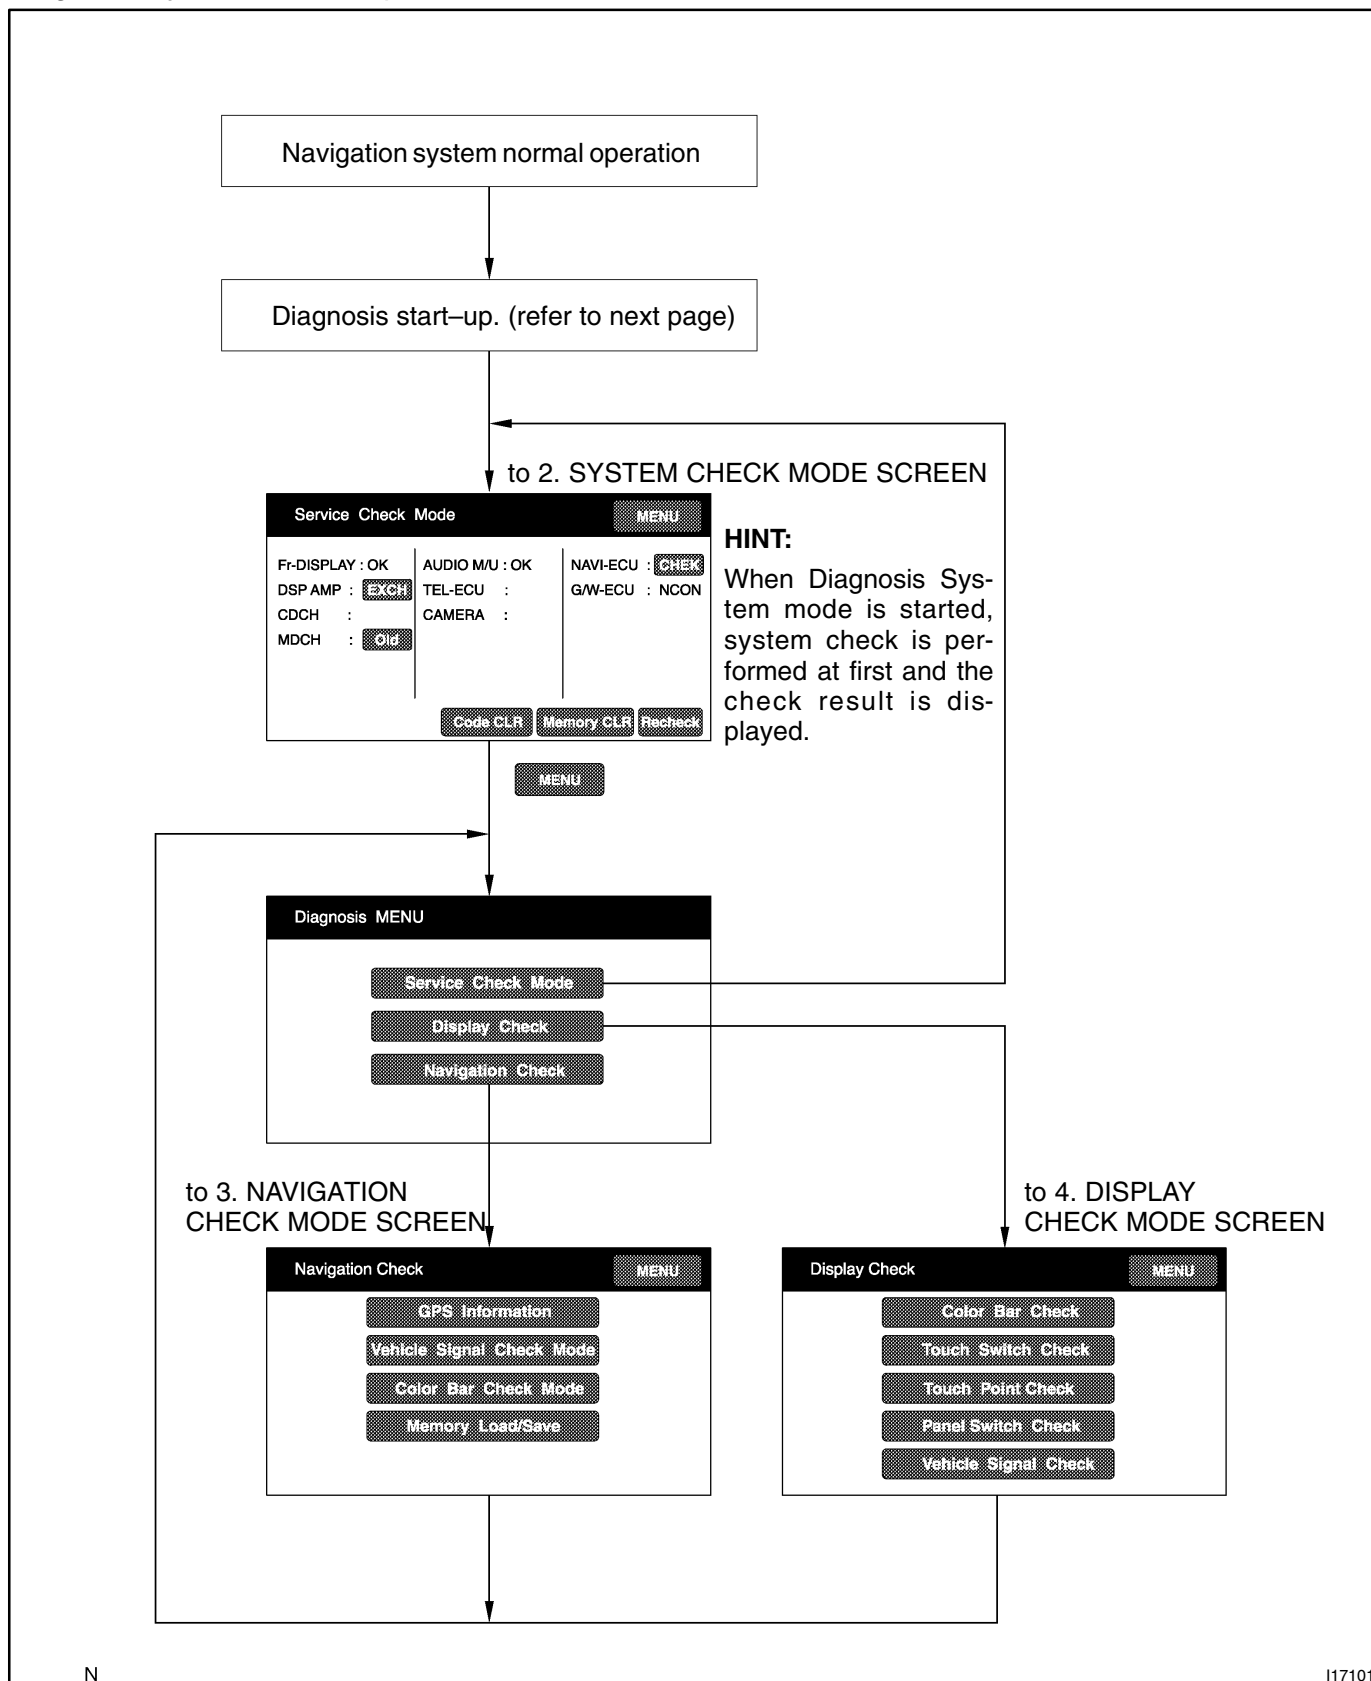 Navigation system normal operation
Diagnosis start–up. (refer to next page)
to 2. SYSTEM CHECK MODE SCREEN
Service Check Mode MENU
Fr-DISPLAY : OK AUDIO M/U : OK NAVI-ECU : CHEK
DSP AMP : EXCH TEL-ECU : G/W-ECU : NCON
CDCH : CAMERA :
MDCH : Old
Code CLR Memory CLR Recheck
HINT:
When Diagnosis Sys-
tem mode is started,
system check is per-
formed at first and the
check result is dis-
played.
MENU
Diagnosis MENU
Service Check Mode
Display Check
Navigation Check
to 3. NAVIGATION
CHECK MODE SCREEN
to 4. DISPLAY
CHECK MODE SCREEN
Navigation Check MENU
GPS Information
Vehicle Signal Check Mode
Color Bar Check Mode
Memory Load/Save
Display Check MENU
Color Bar Check
Touch Switch Check
Touch Point Check
Panel Switch Check
Vehicle Signal Check
N
I17101